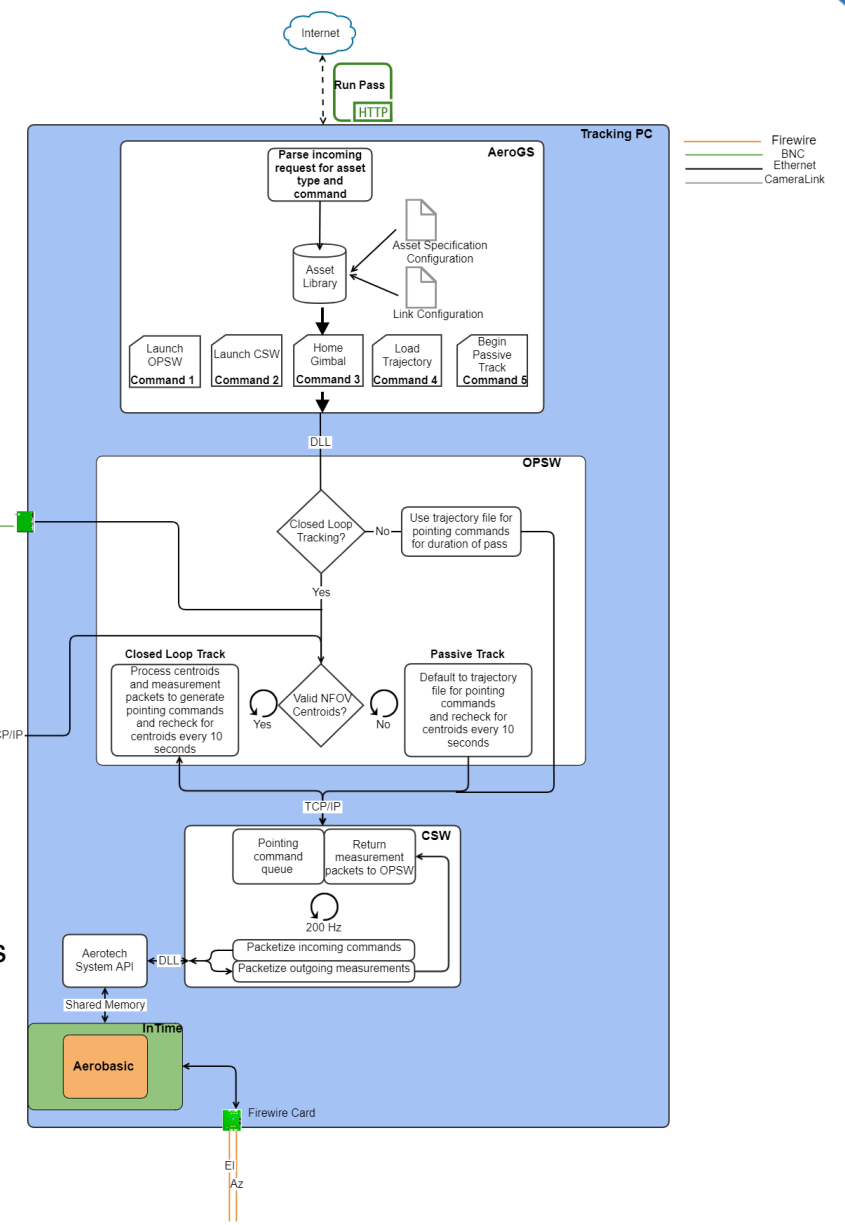 Internet
Run Pass
HTTP
Tracking PC
Firewire
BNC
Ethernet
CameraLink
AeroGS
Parse incoming
request for asset
type and
command
Asset Specification
Configuration
Asset
Library
Link Configuration
Launch
OPSW
Command 1
Launch CSW
Command 2
Home
Gimbal
Command 3
Load
Trajectory
Command 4
Begin
Passive
Track
Command 5
DLL
OPSW
Closed Loop
Tracking?
No
Use trajectory file for
pointing commands
for duration of pass
Yes
Closed Loop Track
Process centroids
and measurement
packets to generate
pointing commands
and recheck for
centroids every 10
seconds
Yes
Valid NFOV
Centroids?
No
Passive Track
Default to trajectory
file for pointing
commands
and recheck for
centroids every 10
seconds
P/IP
TCP/IP
CSW
Pointing
command
queue
Return
measurement
packets to OPSW
200 Hz
Packetize incoming commands
Packetize outgoing measurements
s
Aerotech
System API
DLL
Shared Memory
InTime
Aerobasic
Firewire Card
El
Az